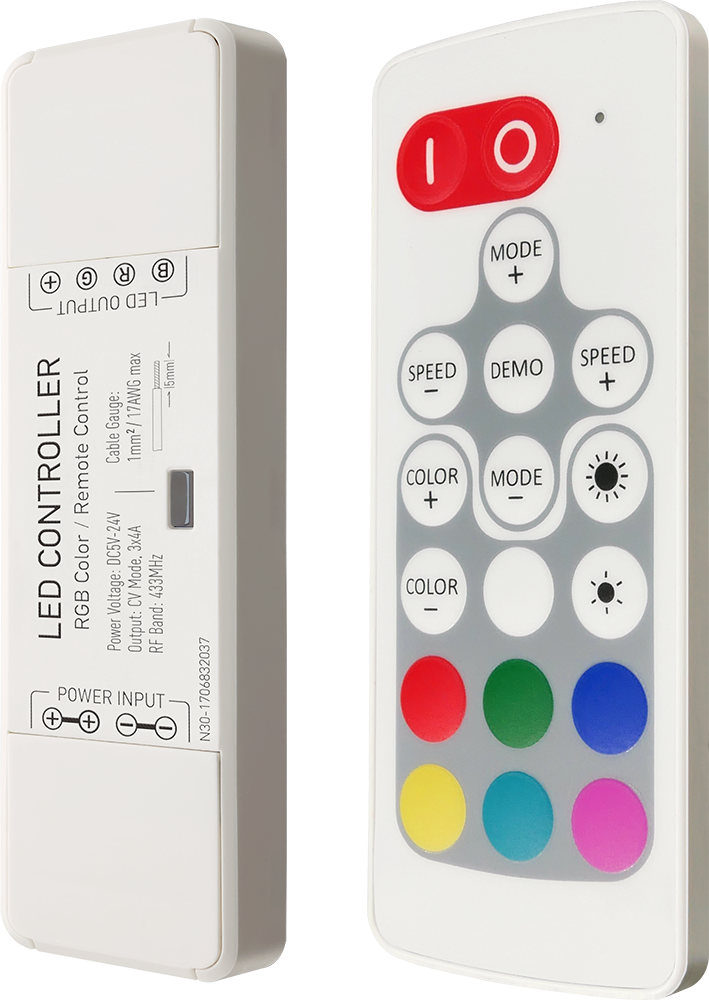 LED OUTPUT
+ G R B
LED CONTROLLER
RGB Color / Remote Control
Power Voltage: DC5V-24V
Output: CV Mode, 3x4A
RF Band: 433MHz
Cable Gauge:
1mm²/17AWG max
15mm
POWER INPUT
+ + − −
N30-1706832037
MODE
+
SPEED
−
DEMO
SPEED
+
COLOR
+
MODE
−
COLOR
−